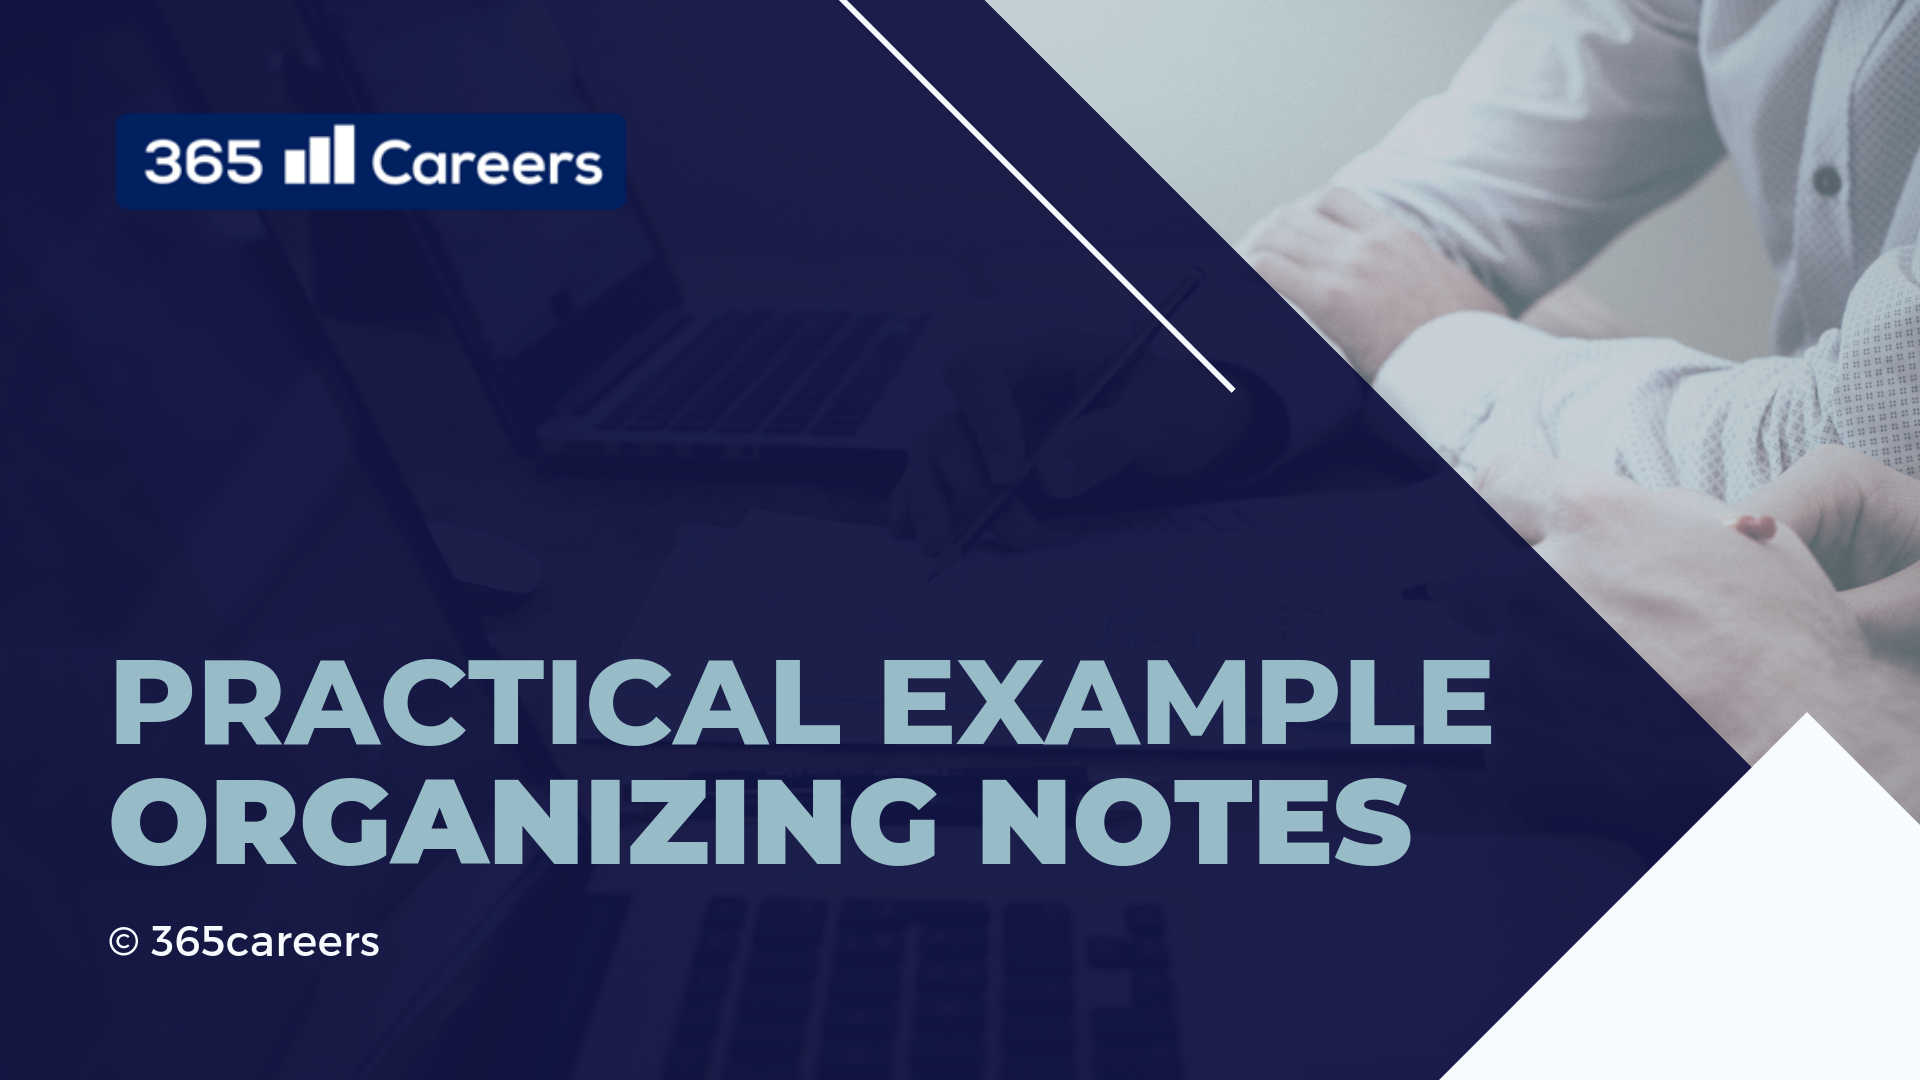 365 Careers
PRACTICAL EXAMPLE
ORGANIZING NOTES
© 365careers